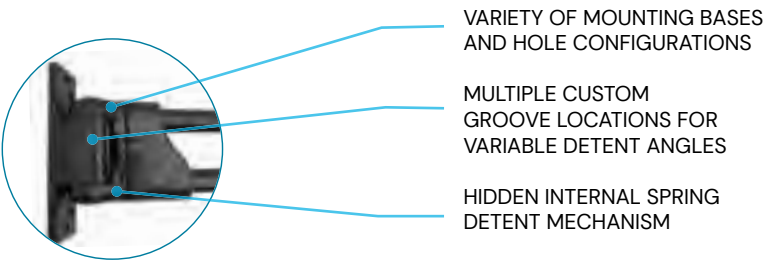 VARIETY OF MOUNTING BASES
AND HOLE CONFIGURATIONS
MULTIPLE CUSTOM
GROOVE LOCATIONS FOR
VARIABLE DETENT ANGLES
HIDDEN INTERNAL SPRING
DETENT MECHANISM